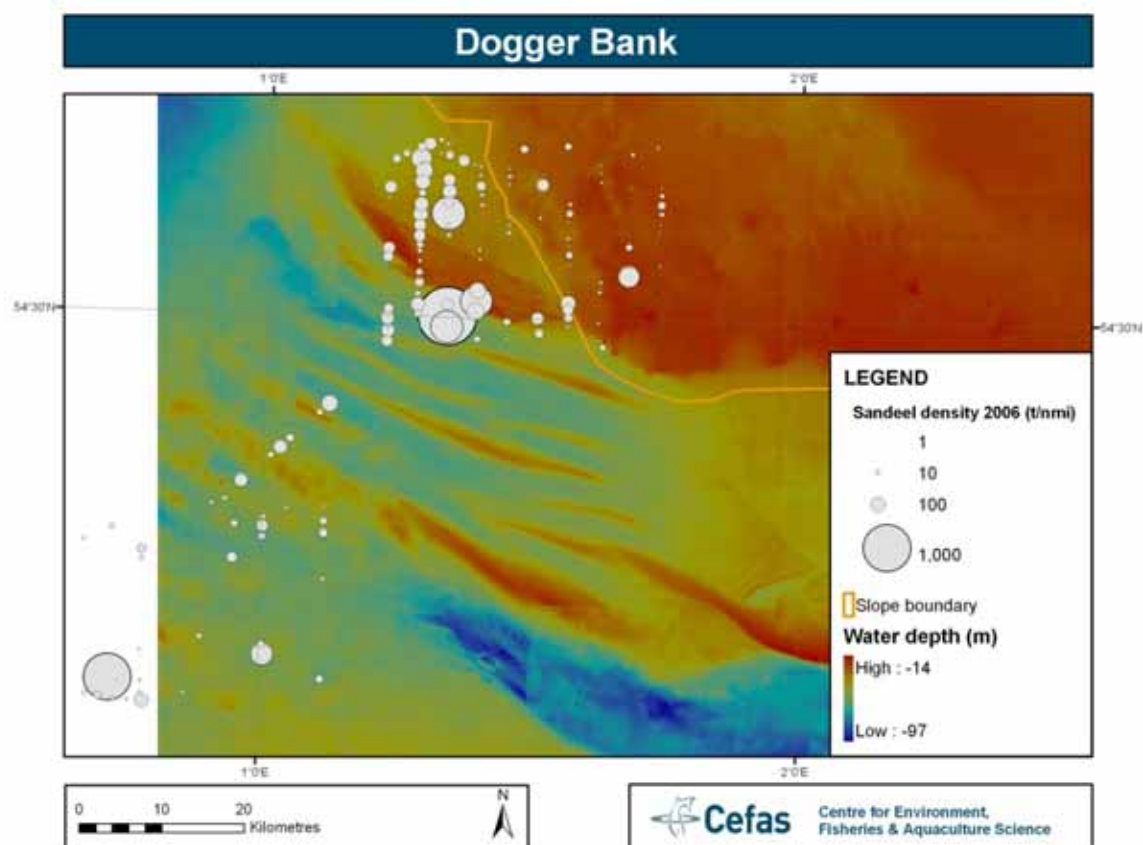 Dogger Bank
1°0'E
2°0'E
54°30'N
54°30'N
LEGEND
Sandeel density 2006 (t/nmi)
1
10
100
1,000
Slope boundary
Water depth (m)
High : -14
Low : -97
1°0'E
2°0'E
0 10 20
Kilometres
N
Cefas
Centre for Environment,
Fisheries & Aquaculture Science